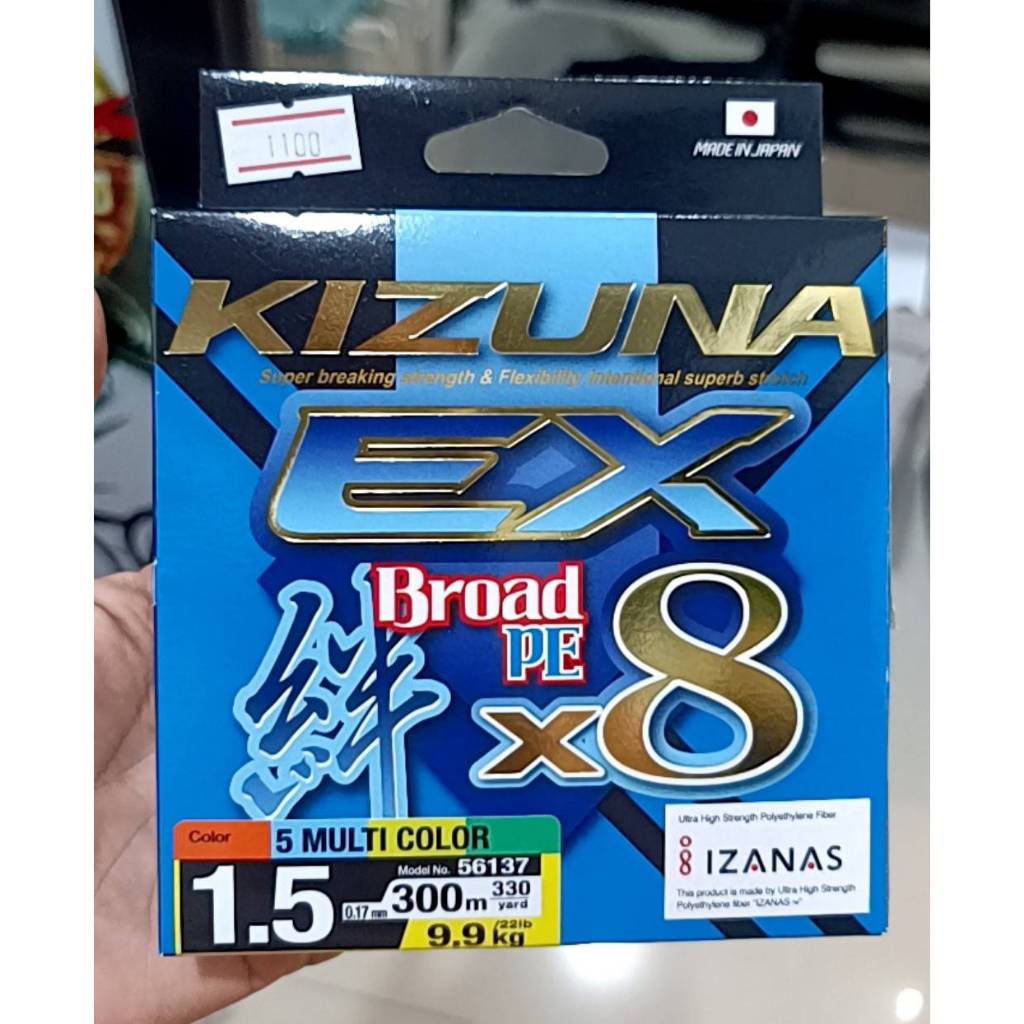 1100
MADE IN JAPAN
KIZUNA
Super breaking strength & Flexibility Intentional superb stretch
EX
Broad
PE
絆
x8
Ultra High Strength Polyethylene Fiber
IZANAS
This product is made by Ultra High Strength
Polyethylene fiber "IZANAS ™"
Color
5 MULTI COLOR
Model No. 56137
1.5
0.17mm
300m 330 yard
9.9kg /22lb